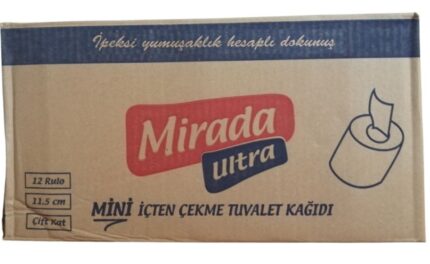 İpeksi yumuşaklık hesaplı dokunuş
Mirada
Ultra
12 Rulo
11.5 cm
Çift Kat
MİNİ İÇTEN ÇEKME TUVALET KAĞIDI